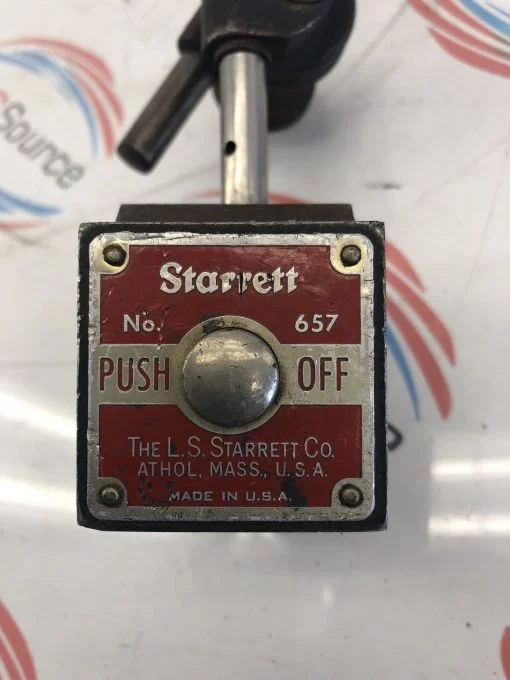 Source
Starrett
No. 657
PUSH OFF
THE L.S. STARRETT CO.
ATHOL, MASS., U.S.A.
MADE IN U.S.A.